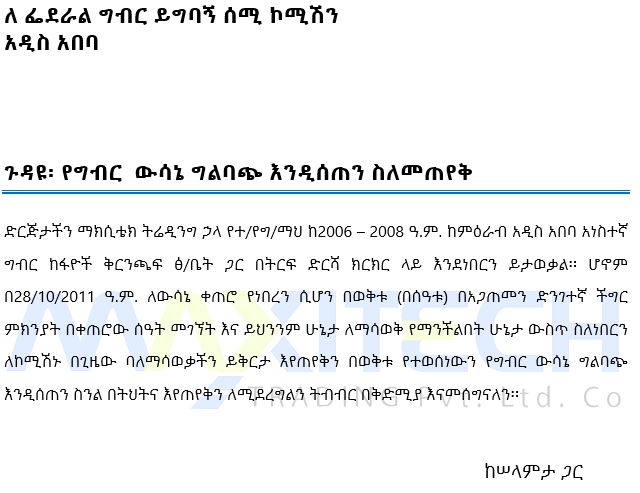 ለ ፌደራል ግብር ይግባኝ ሰሚ ኮሚሽን
አዲስ አበባ
ጉዳዩ፡ የግብር ውሳኔ ግልባጭ እንዲሰጠን ስለመጠየቅ
ድርጅታችን ማክሲቴክ ትሬዲንግ ኃላ የተ/የግ/ማህ ከ2006 – 2008 ዓ.ም. ከምዕራብ አዲስ አበባ አነስተኛ
ግብር ከፋዮች ቅርንጫፍ ፅ/ቤት ጋር በትርፍ ድርሻ ክርክር ላይ እንደነበርን ይታወቃል፡፡ ሆኖም
በ28/10/2011 ዓ.ም. ለውሳኔ ቀጠሮ የነበረን ሲሆን በወቅቱ (በሰዓቱ) በአጋጠመን ድንገተኛ ችግር
ምክንያት በቀጠሮው ሰዓት መገኘት እና ይህንንም ሁኔታ ለማሳወቅ የማንችልበት ሁኔታ ውስጥ ስለነበርን
ለኮሚሽኑ በጊዜው ባለማሳወቃችን ይቅርታ እየጠየቅን በወቅቱ የተወሰነውን የግብር ውሳኔ ግልባጭ
እንዲሰጠን ስንል በትህትና እየጠየቅን ለሚደረግልን ትብብር በቅድሚያ እናመሰግናለን፡፡
MAXITECH
TRADING Pvt. Ltd. Co
ከሠላምታ ጋር